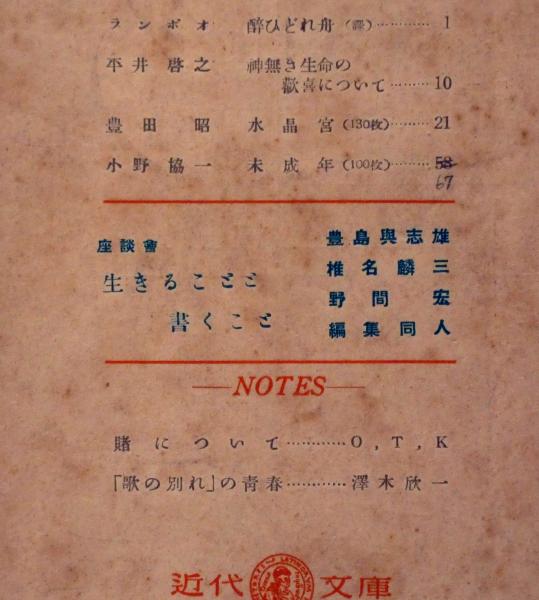 ランボオ 醉ひどれ舟（譯）………… 1
平井啓之 神無き生命の
歡喜について……… 10
豊田昭 水晶宮（130枚）……… 21
小野協一 未成年（100枚）……… 58
67
座談會
生きることと
書くこと
豊島與志雄
椎名麟三
野間宏
編集同人
—NOTES—
賭について…………O，T，K
「歌の別れ」の青春…………澤木欣一
近代文庫